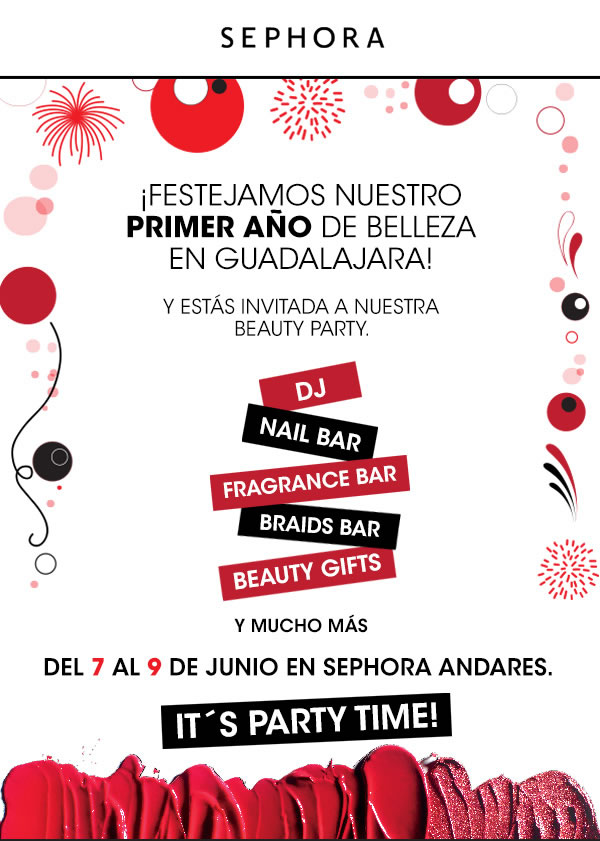 SEPHORA
¡FESTEJAMOS NUESTRO
PRIMER AÑO DE BELLEZA
EN GUADALAJARA!
Y ESTÁS INVITADA A NUESTRA
BEAUTY PARTY.
DJ
NAIL BAR
FRAGRANCE BAR
BRAIDS BAR
BEAUTY GIFTS
Y MUCHO MÁS
DEL 7 AL 9 DE JUNIO EN SEPHORA ANDARES.
IT´S PARTY TIME!